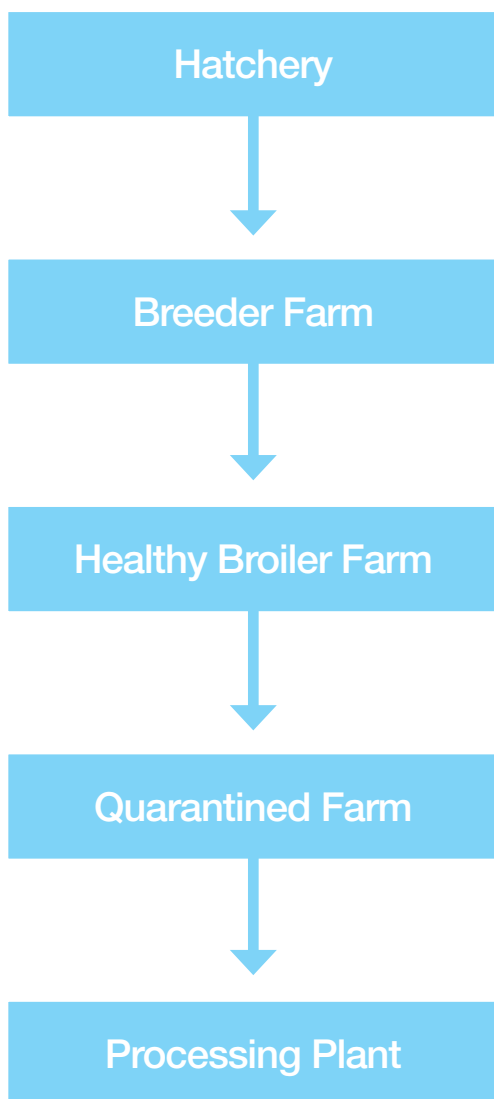 Hatchery
Breeder Farm
Healthy Broiler Farm
Quarantined Farm
Processing Plant